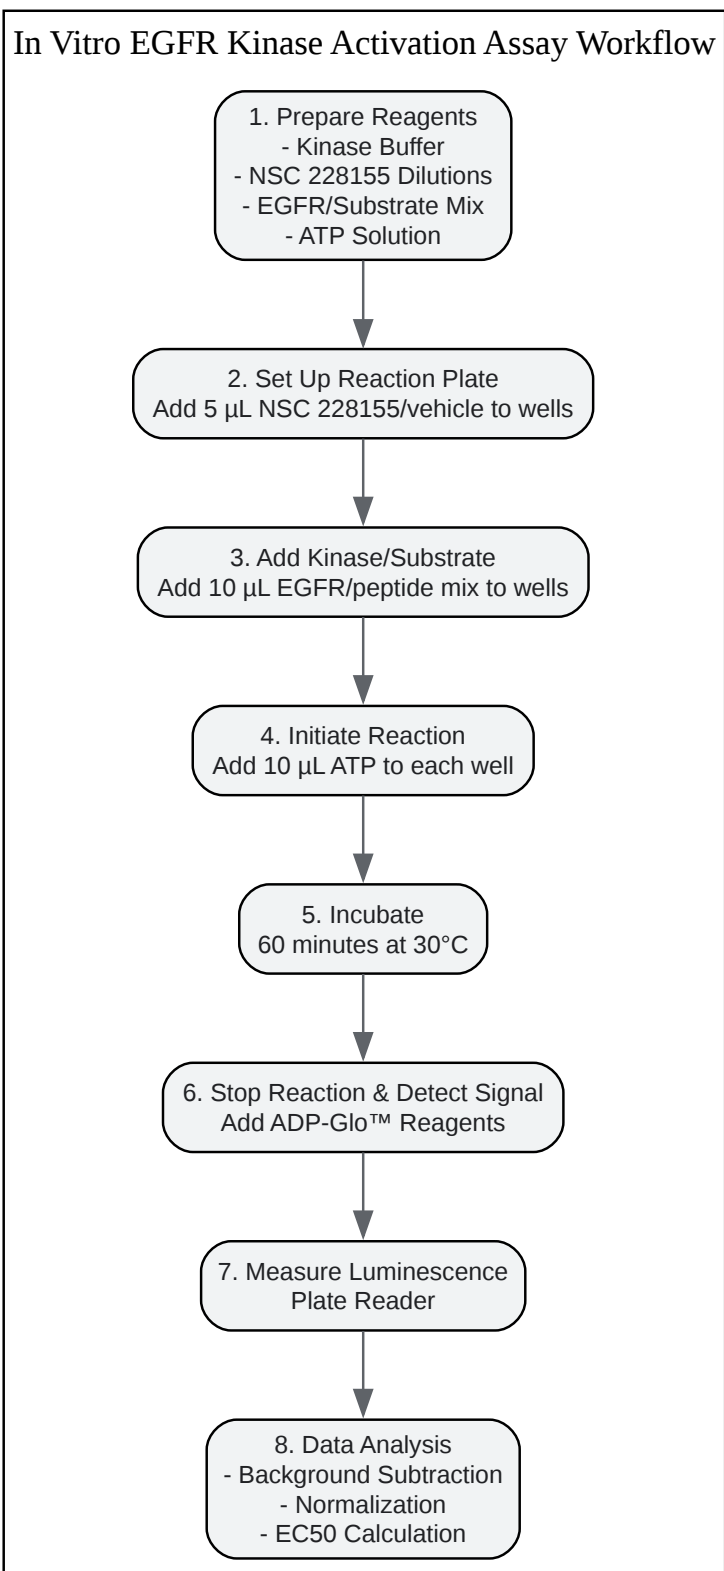 In Vitro EGFR Kinase Activation Assay Workflow
1. Prepare Reagents
- Kinase Buffer
- NSC 228155 Dilutions
- EGFR/Substrate Mix
- ATP Solution
2. Set Up Reaction Plate
Add 5 µL NSC 228155/vehicle to wells
3. Add Kinase/Substrate
Add 10 µL EGFR/peptide mix to wells
4. Initiate Reaction
Add 10 µL ATP to each well
5. Incubate
60 minutes at 30°C
6. Stop Reaction & Detect Signal
Add ADP-Glo™ Reagents
7. Measure Luminescence
Plate Reader
8. Data Analysis
- Background Subtraction
- Normalization
- EC50 Calculation